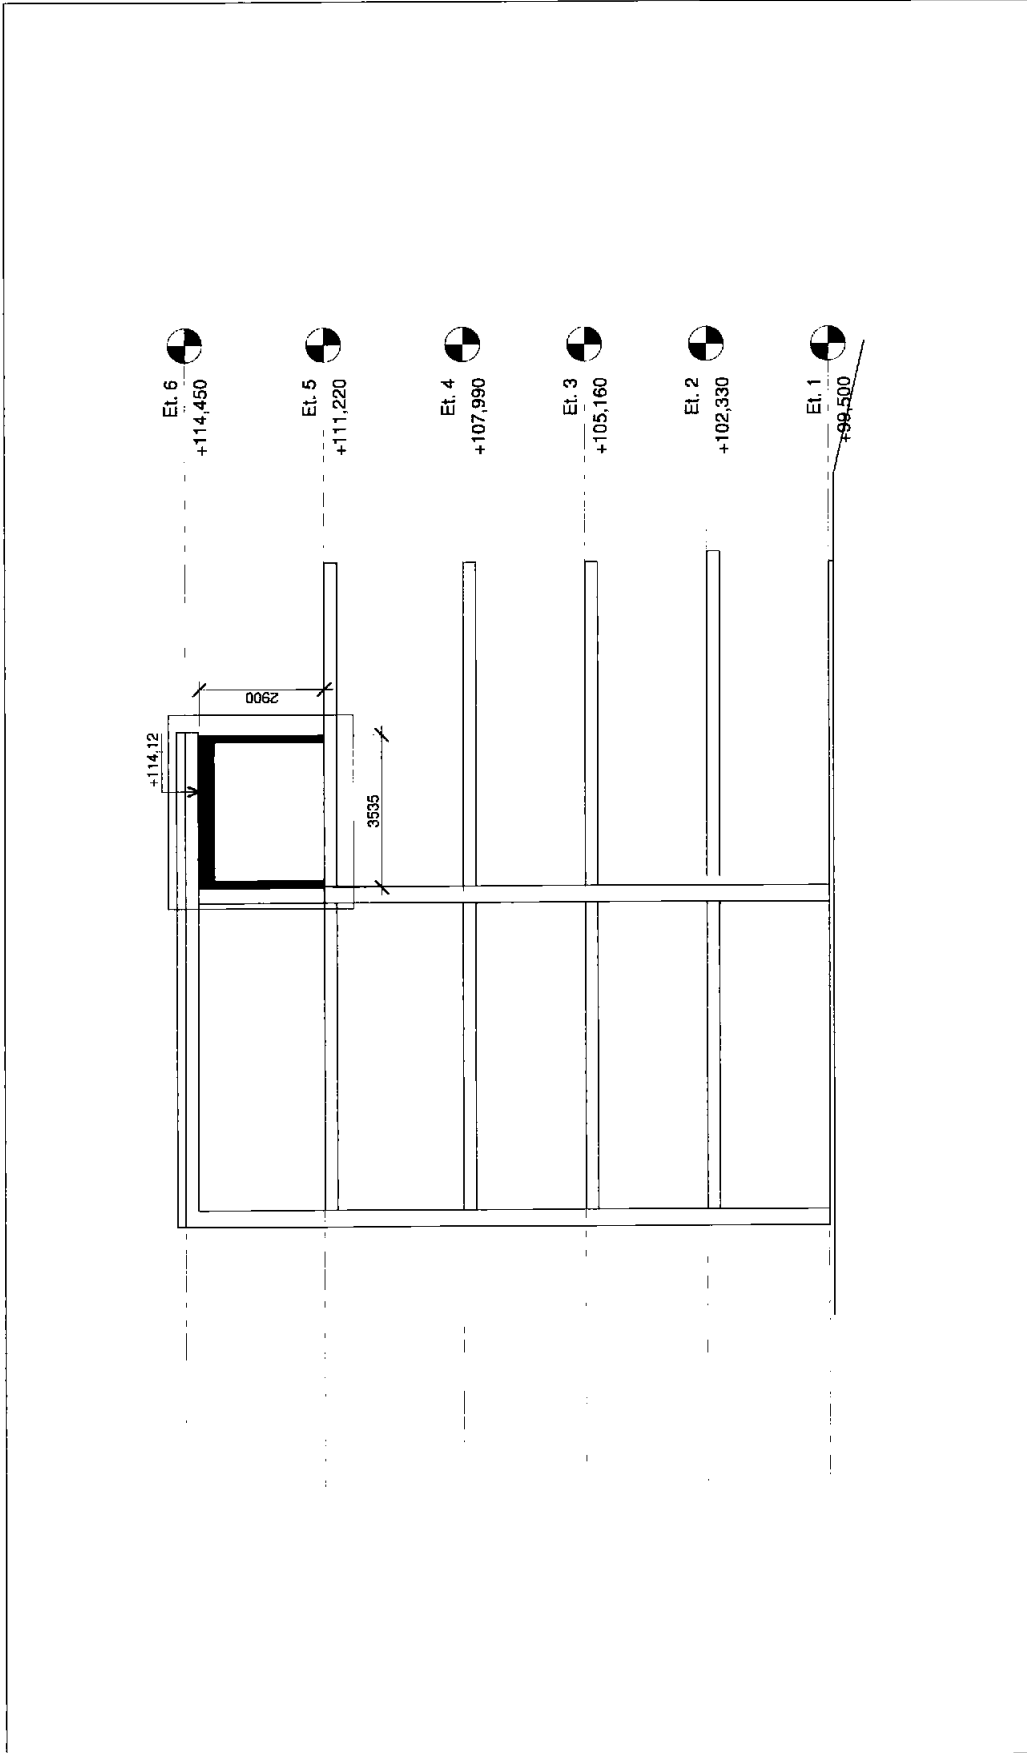 Et. 6
+114,450
Et. 5
+111,220
2900
+114,12
3535
Et. 4
+107,990
Et. 3
+105,160
Et. 2
+102,330
Et. 1
+99,500